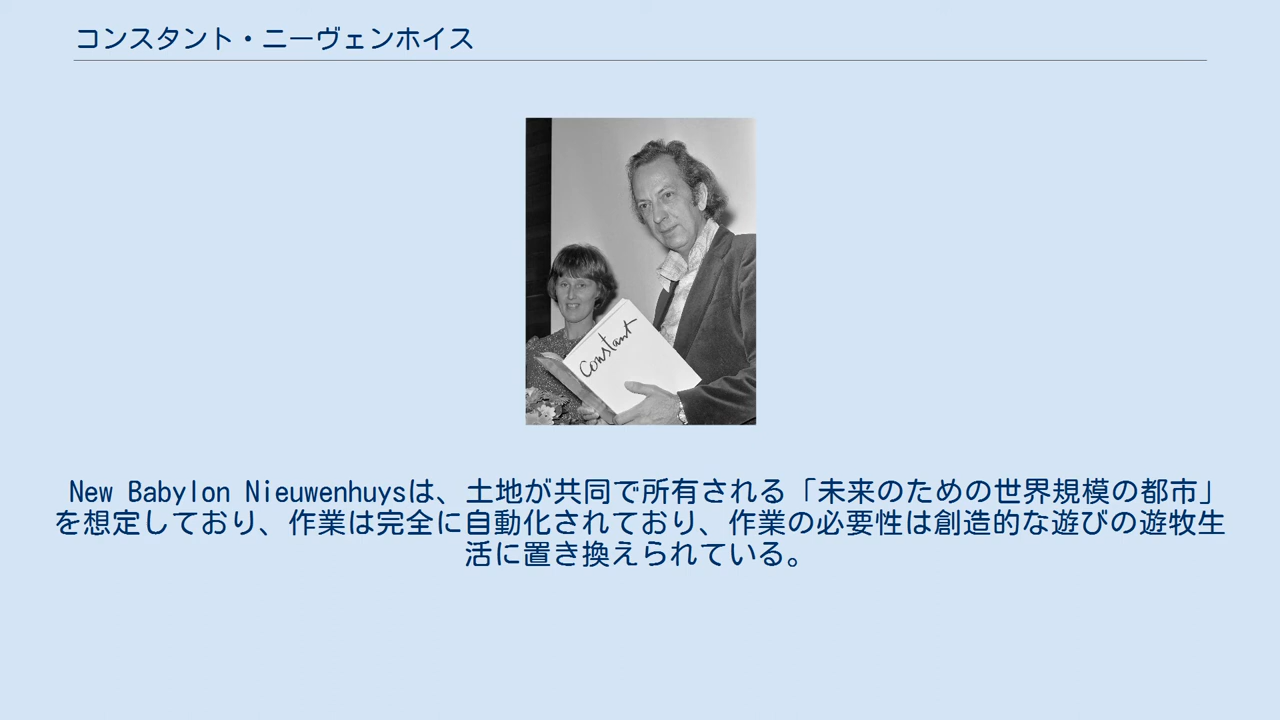 コンスタント・ニーヴェンホイス
Constant
New Babylon Nieuwenhuysは、土地が共同で所有される「未来のための世界規模の都市」
を想定しており、作業は完全に自動化されており、作業の必要性は創造的な遊びの遊牧生
活に置き換えられている。